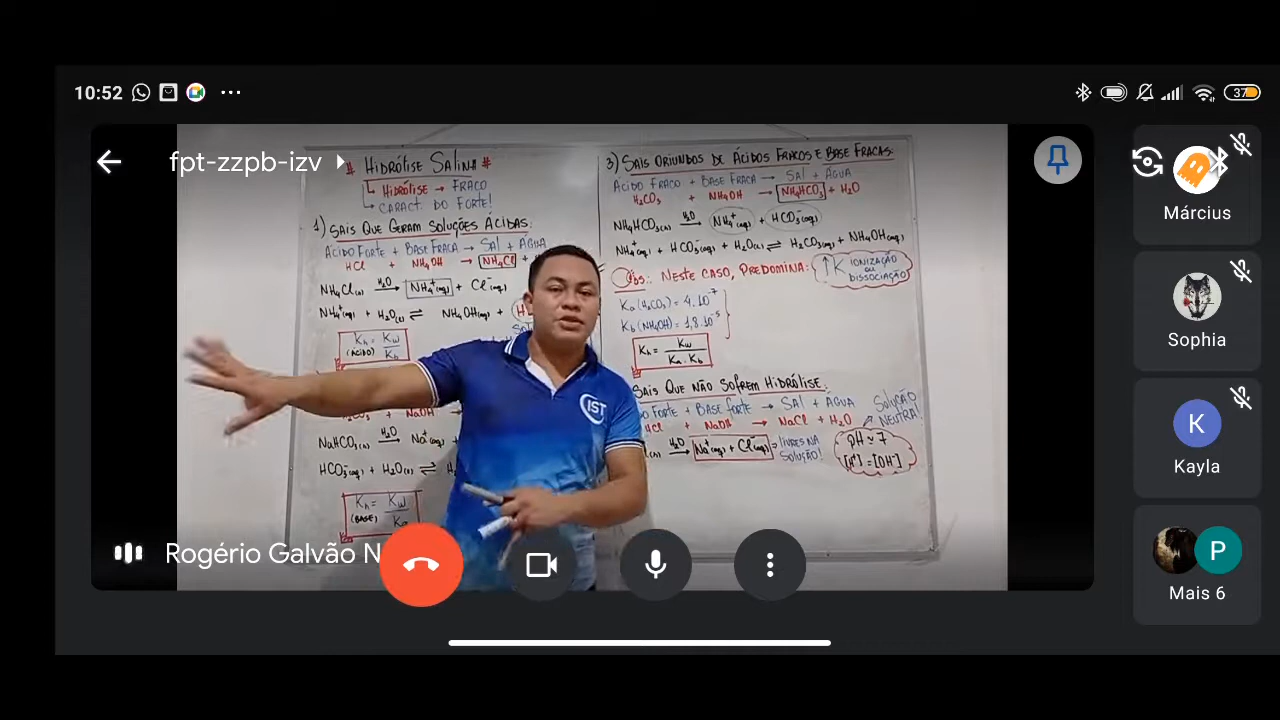 10:52
37
fpt-zzpb-izv
# HIDRÓLISE SALINA #
HIDRÓLISE → FRACO
→ CARACT. DO FORTE!
1) SAIS QUE GERAM SOLUÇÕES ÁCIDAS:
ÁCIDO FORTE + BASE FRACA → SAL + ÁGUA
HCl + NH4OH → NH4Cl +
NH4Cl(s) H2O → NH4+(aq) + Cl-(aq)
NH4+(aq) + H2O(l) ⇌ NH4OH(aq) +
Kh = Kw/Kb
(ÁCIDO)
NaOH →
NaHCO3(s) H2O → Na+(aq) +
HCO3-(aq) + H2O(l) ⇌
Kh = Kw
(BASE)
3) SAIS ORIUNDOS DE ÁCIDOS FRACOS E BASE FRACAS:
ÁCIDO FRACO + BASE FRACA → SAL + ÁGUA
H2CO3 + NH4OH → NH4HCO3 + H2O
NH4HCO3(s) H2O → NH4+(aq) + HCO3-(aq)
NH4+(aq) + HCO3-(aq) + H2O(l) ⇌ H2CO3(aq) + NH4OH(aq)
OBS.: NESTE CASO, PREDOMINA: ↑K IONIZAÇÃO
OU
DISSOCIAÇÃO
Ka (H2CO3) = 4.10-7
Kb (NH4OH) = 1,8.10-5
Kh = Kw/Ka.Kb
SAIS QUE NÃO SOFREM HIDRÓLISE:
FORTE + BASE FORTE → SAL + ÁGUA
HCl + NaOH → NaCl + H2O
H2O → Na+(aq) + Cl-(aq) → LIVRES NA
SOLUÇÃO!
SOLUÇÃO
NEUTRA!
pH ≃ 7
[H+] = [OH-]
IST
Rogério Galvão N
Március
Sophia
K
Kayla
P
Mais 6